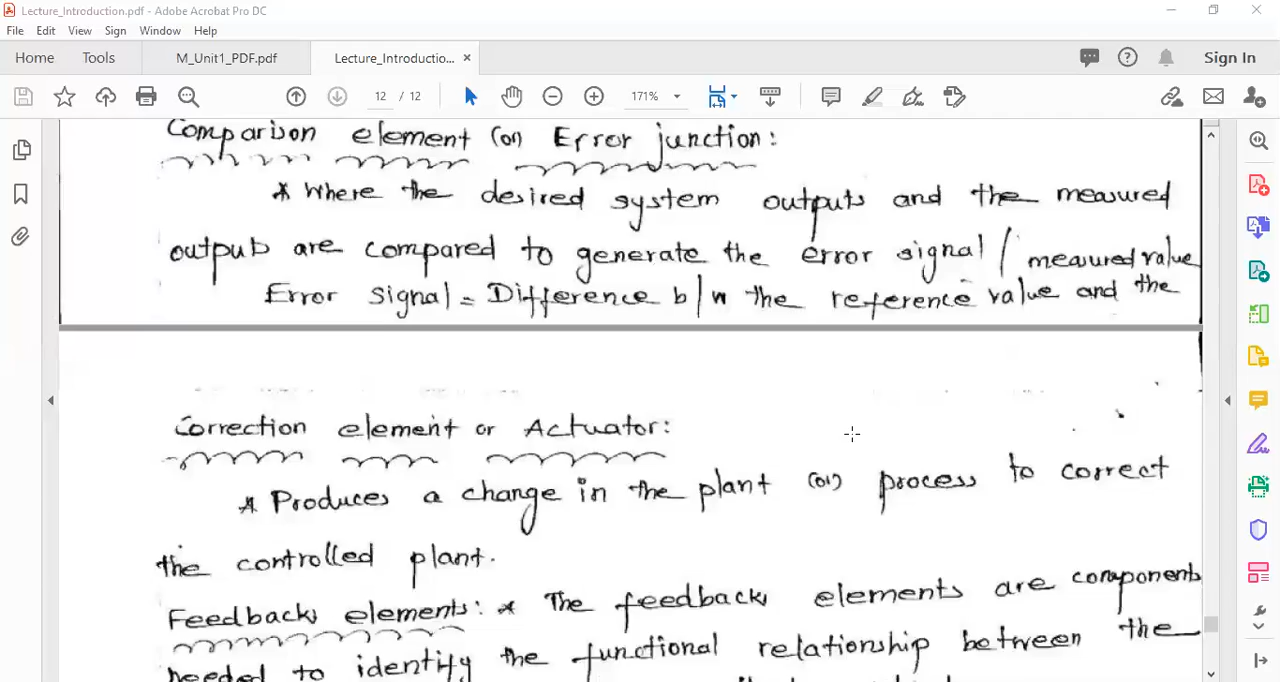 Lecture_Introduction.pdf - Adobe Acrobat Pro DC
File Edit View Sign Window Help
Home Tools M_Unit1_PDF.pdf Lecture_Introductio... × Sign In
12 / 12 171%
Comparison element (or) Error junction:
* Where the desired system outputs and the measured
outputs are compared to generate the error signal / measured value
Error signal = Difference b/n the reference value and the
Correction element or Actuator:
* Produces a change in the plant (or) process to correct
the controlled plant.
Feedback elements: * The feedback elements are components
needed to identify the functional relationship between the